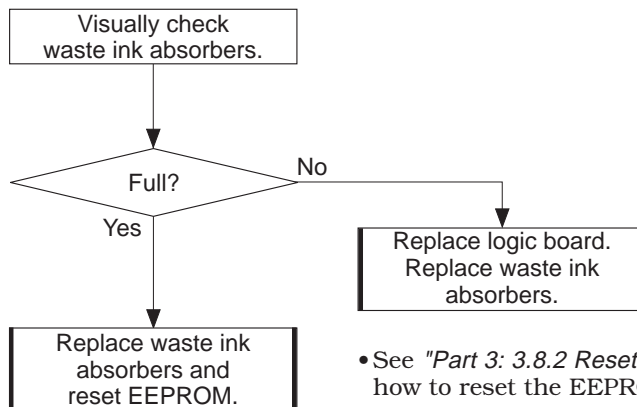 Visually check
waste ink absorbers.
Full?
No
Yes
Replace logic board.
Replace waste ink
absorbers.
Replace waste ink
absorbers and
reset EEPROM.
• See "Part 3: 3.8.2 Reset
how to reset the